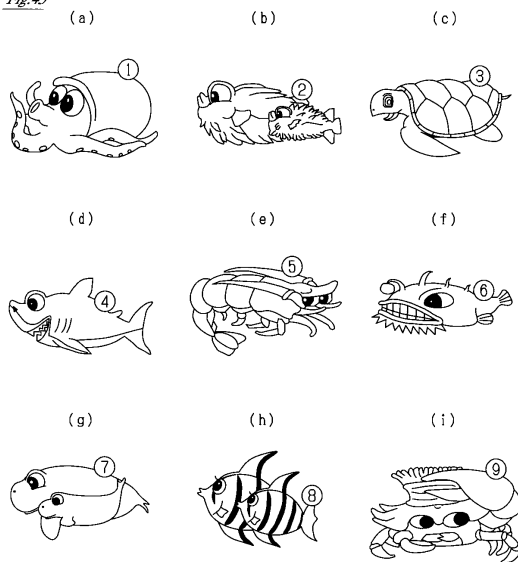 Fig.45
(a) (b) (c)
① ② ③
(d) (e) (f)
④ ⑤ ⑥
(g) (h) (i)
⑦ ⑧ ⑨